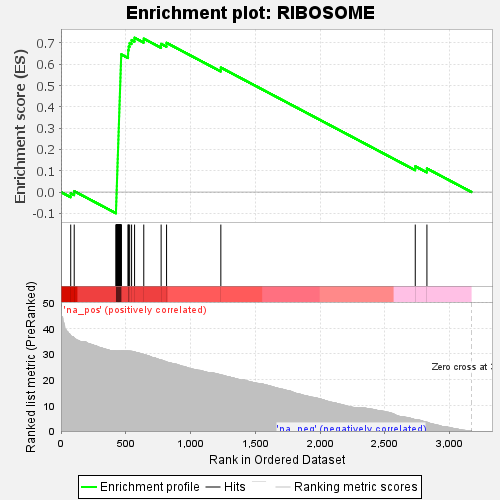 Enrichment plot: RIBOSOME
Enrichment score (ES)
0.7
0.6
0.5
0.4
0.3
0.2
0.1
0.0
-0.1
Ranked list metric (PreRanked)
50
40
30
20
10
0
'na_pos' (positively correlated)
Zero cross at
'na_neg' (negatively correlated)
0 500 1,000 1,500 2,000 2,500 3,000
Rank in Ordered Dataset
Enrichment profile Hits Ranking metric scores